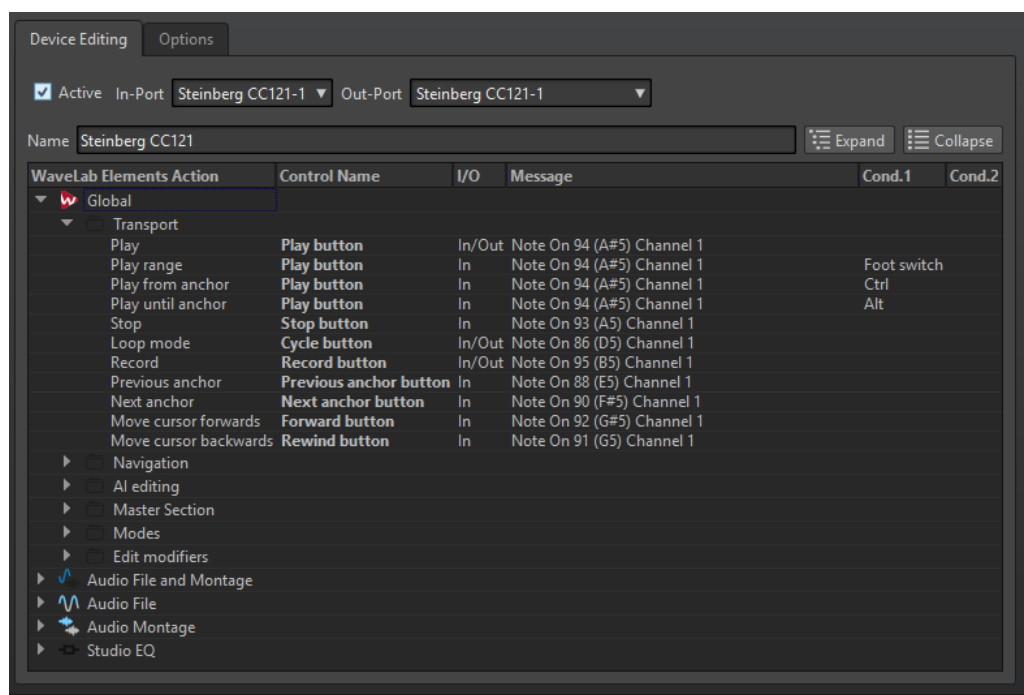 Device Editing Options
Active In-Port Steinberg CC121-1 Out-Port Steinberg CC121-1
Name Steinberg CC121 Expand Collapse
WaveLab Elements Action Control Name I/O Message Cond.1 Cond.2
Global
Transport
Play Play button In/Out Note On 94 (A#5) Channel 1
Play range Play button In Note On 94 (A#5) Channel 1 Foot switch
Play from anchor Play button In Note On 94 (A#5) Channel 1 Ctrl
Play until anchor Play button In Note On 94 (A#5) Channel 1 Alt
Stop Stop button In Note On 93 (A5) Channel 1
Loop mode Cycle button In/Out Note On 86 (D5) Channel 1
Record Record button In/Out Note On 95 (B5) Channel 1
Previous anchor Previous anchor button In Note On 88 (E5) Channel 1
Next anchor Next anchor button In Note On 90 (F#5) Channel 1
Move cursor forwards Forward button In Note On 92 (G#5) Channel 1
Move cursor backwards Rewind button In Note On 91 (G5) Channel 1
Navigation
AI editing
Master Section
Modes
Edit modifiers
Audio File and Montage
Audio File
Audio Montage
Studio EQ